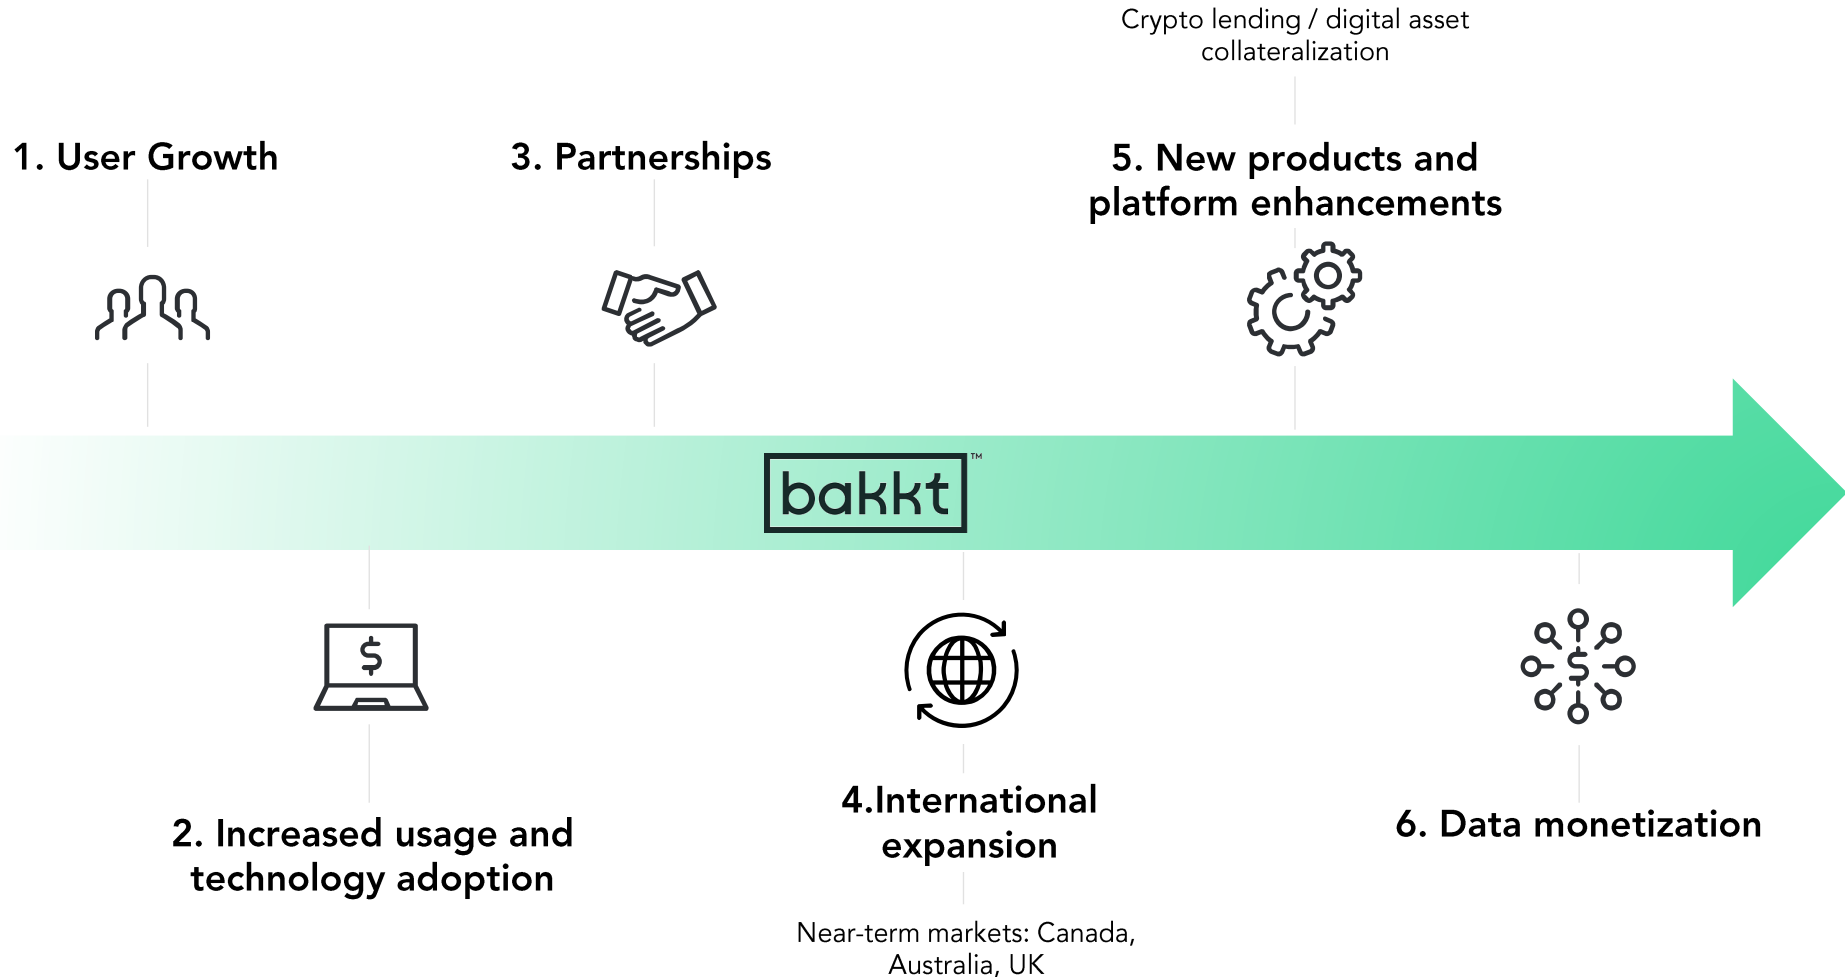 Crypto lending / digital asset
collateralization
1. User Growth
3. Partnerships
5. New products and
platform enhancements
bakkt™
$
$
2. Increased usage and
technology adoption
4.International
expansion
6. Data monetization
Near-term markets: Canada,
Australia, UK